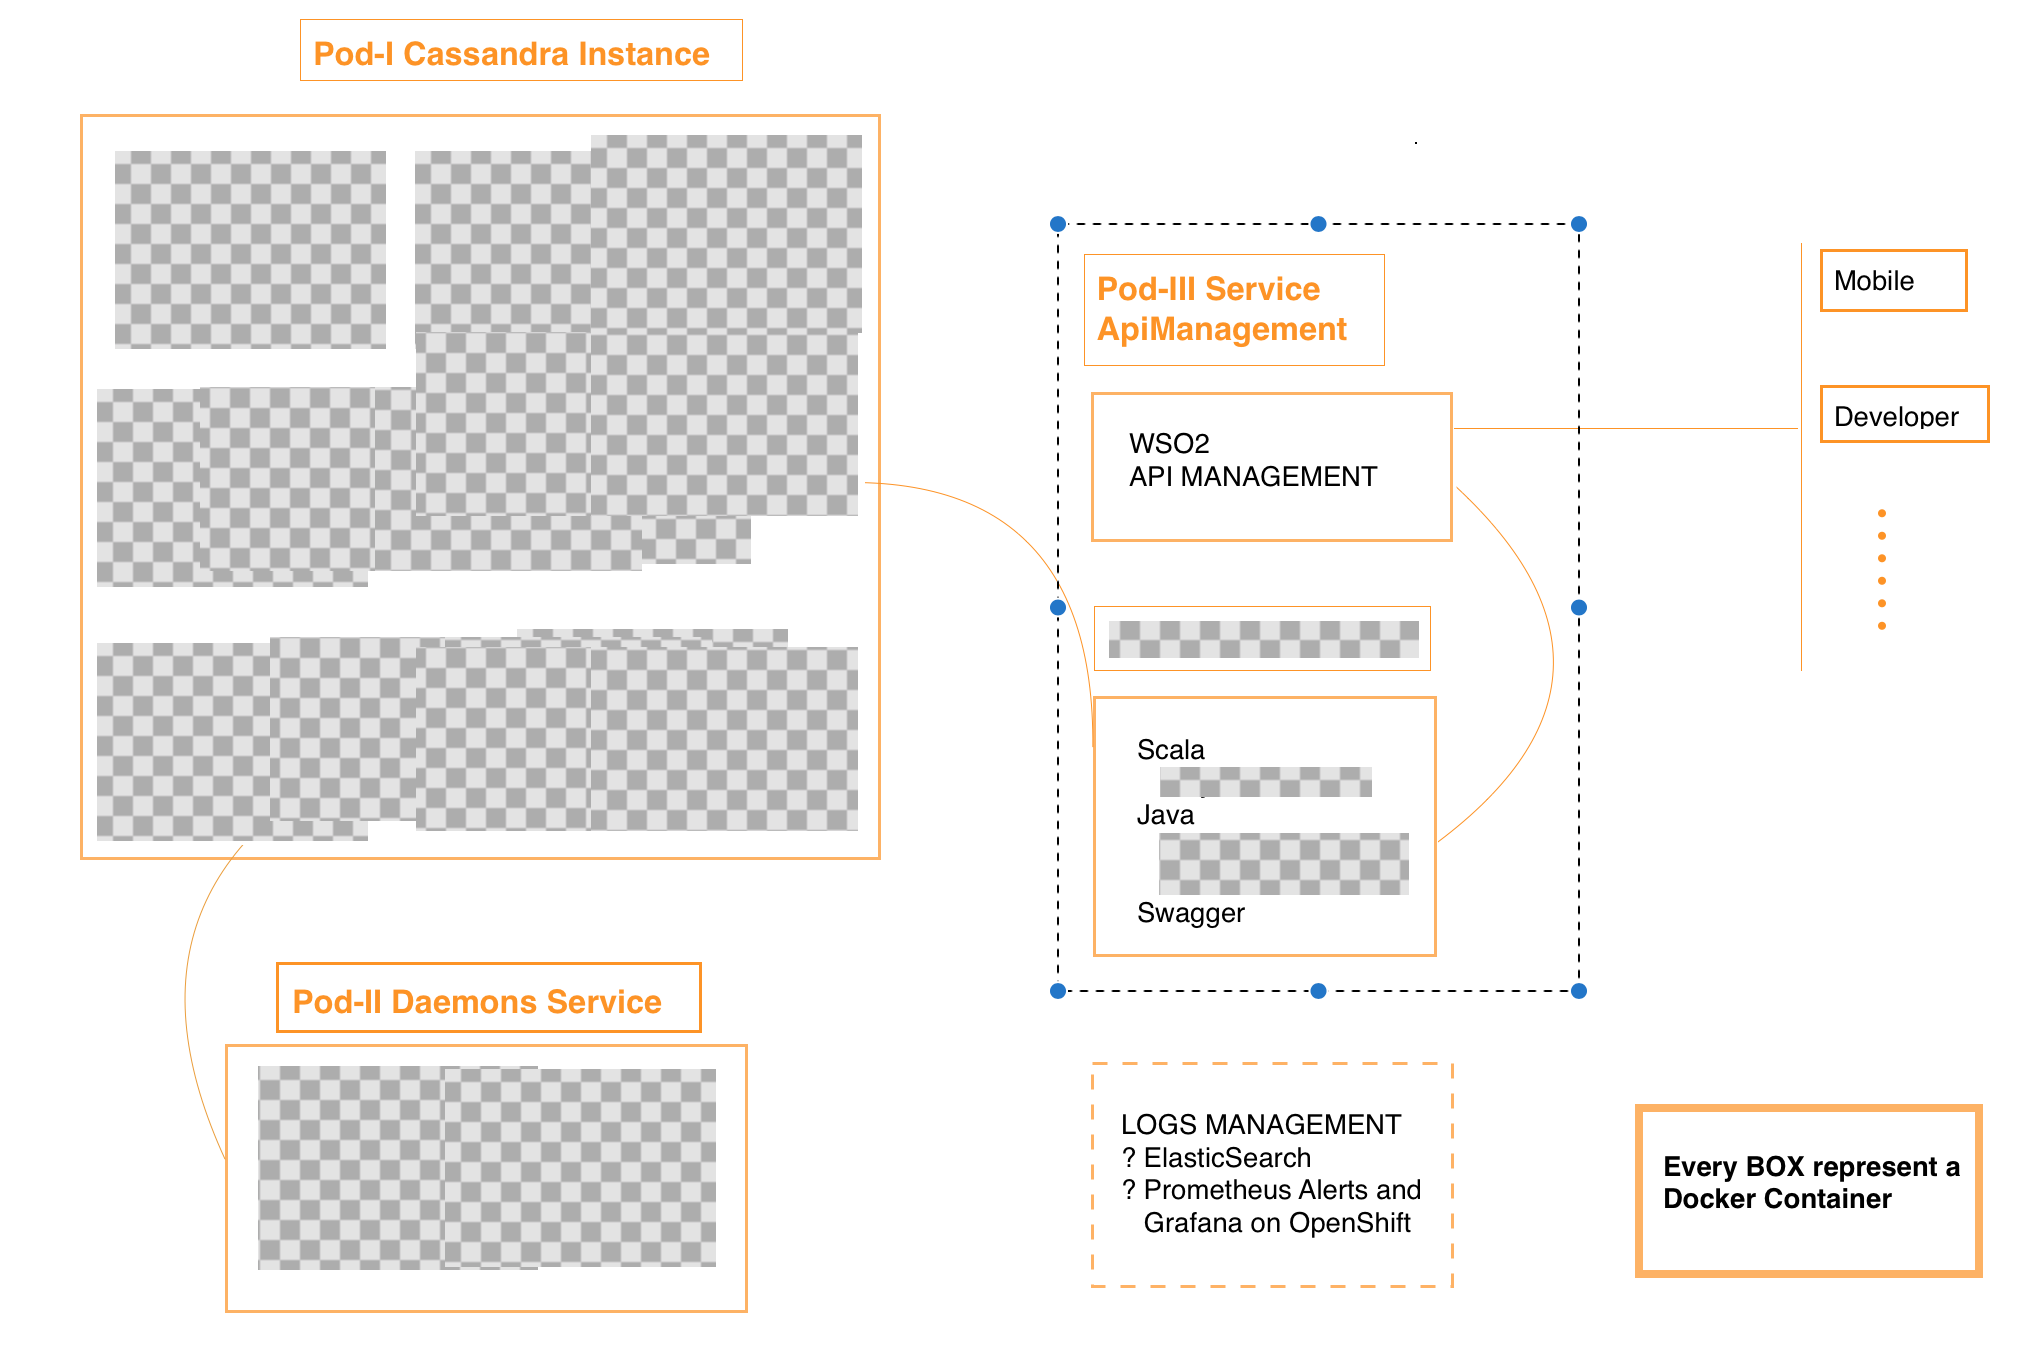 Pod-I Cassandra Instance
Pod-III Service
ApiManagement
WSO2
API MANAGEMENT
Scala
Java
Swagger
Mobile
Developer
Pod-II Daemons Service
LOGS MANAGEMENT
? ElasticSearch
? Prometheus Alerts and
Grafana on OpenShift
Every BOX represent a
Docker Container